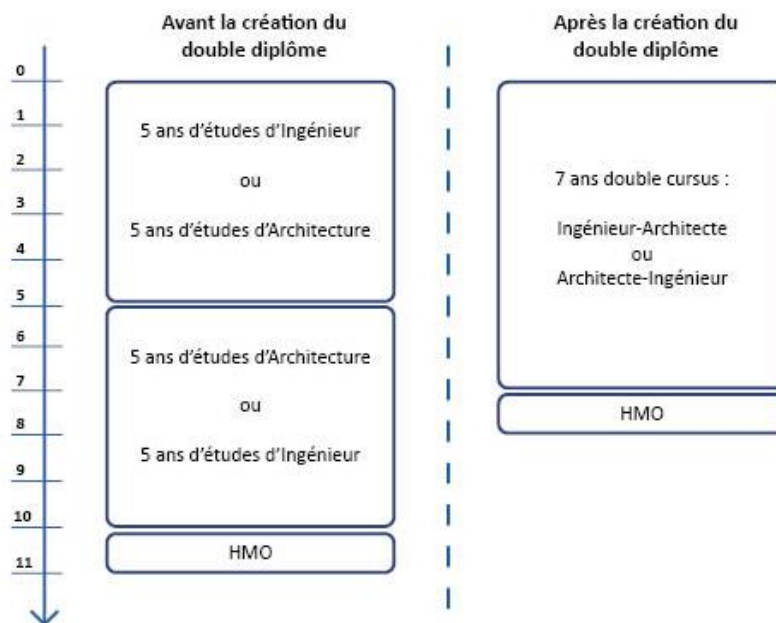 Avant la création du
double diplôme
Après la création du
double diplôme
0
1
2
3
4
5
6
7
8
9
10
11
5 ans d’études d’Ingénieur
ou
5 ans d’études d’Architecture
5 ans d’études d’Architecture
ou
5 ans d’études d’Ingénieur
HMO
7 ans double cursus :
Ingénieur-Architecte
ou
Architecte-Ingénieur
HMO